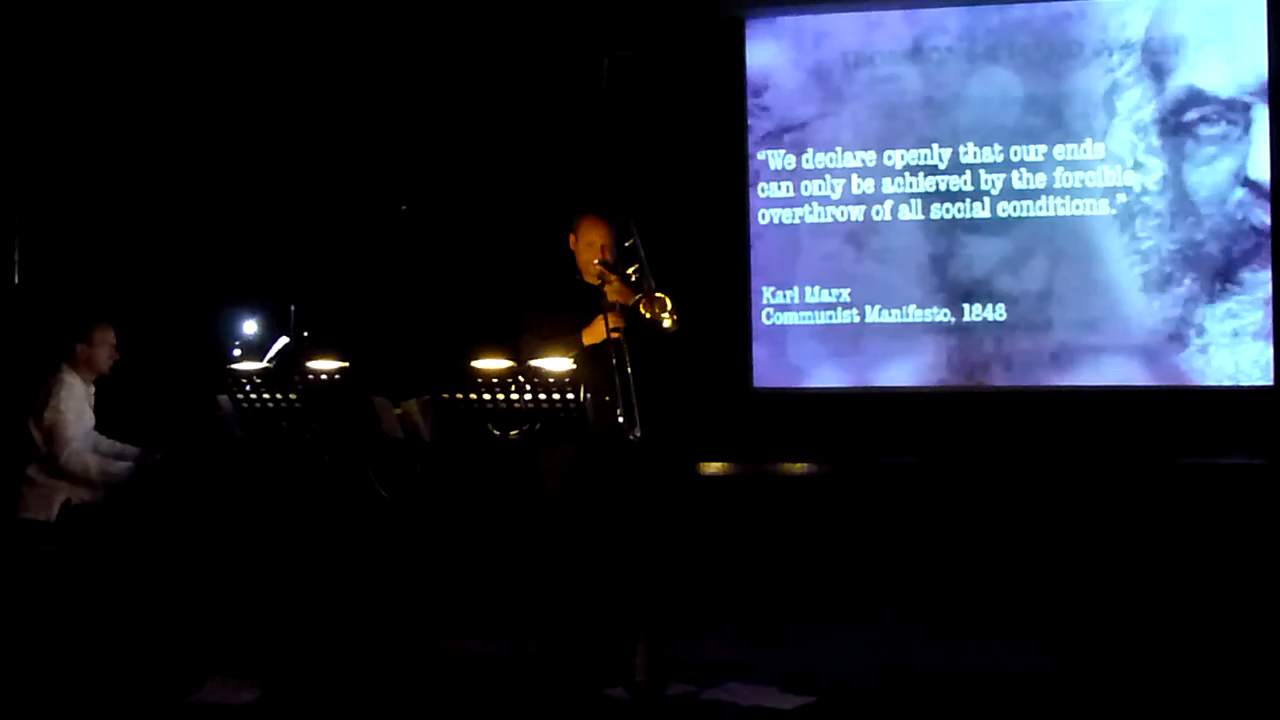 "We declare openly that our ends
can only be achieved by the forcible
overthrow of all social conditions."
Karl Marx
Communist Manifesto, 1848